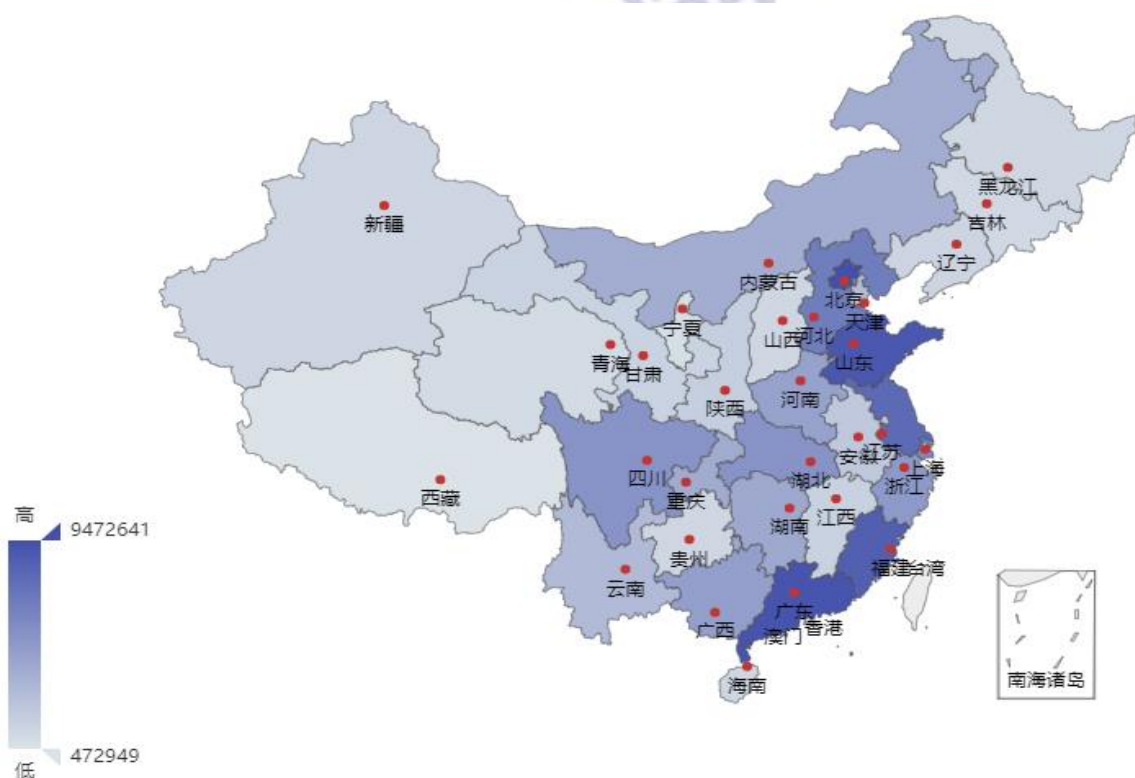 黑龙江
吉林
新疆
辽宁
内蒙古
北京
天津
宁夏
山西
河北
青海
甘肃
山东
陕西
河南
安徽
江苏
上海
四川
湖北
浙江
西藏
重庆
湖南
江西
贵州
福建
台湾
云南
广西
广东
澳门
香港
海南
南海诸岛
高
9472641
472949
低